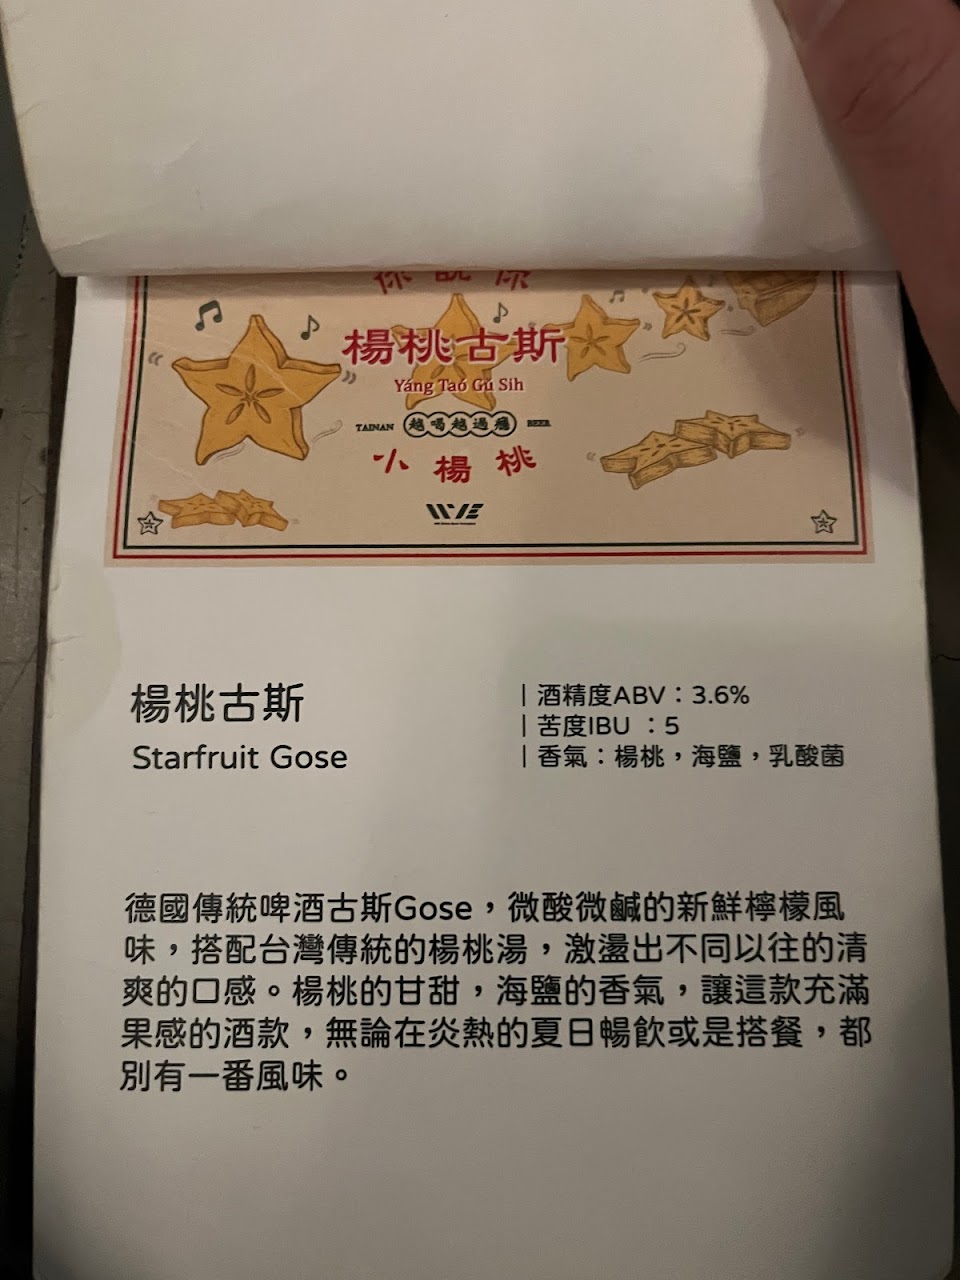 楊桃古斯
Yáng Taó Gǔ Sih
TAINAN 越喝越過癮 BEER
小楊桃
楊桃古斯
Starfruit Gose
| 酒精度ABV：3.6%
| 苦度IBU ：5
| 香氣：楊桃，海鹽，乳酸菌
德國傳統啤酒古斯Gose，微酸微鹹的新鮮檸檬風
味，搭配台灣傳統的楊桃湯，激盪出不同以往的清
爽的口感。楊桃的甘甜，海鹽的香氣，讓這款充滿
果感的酒款，無論在炎熱的夏日暢飲或是搭餐，都
別有一番風味。